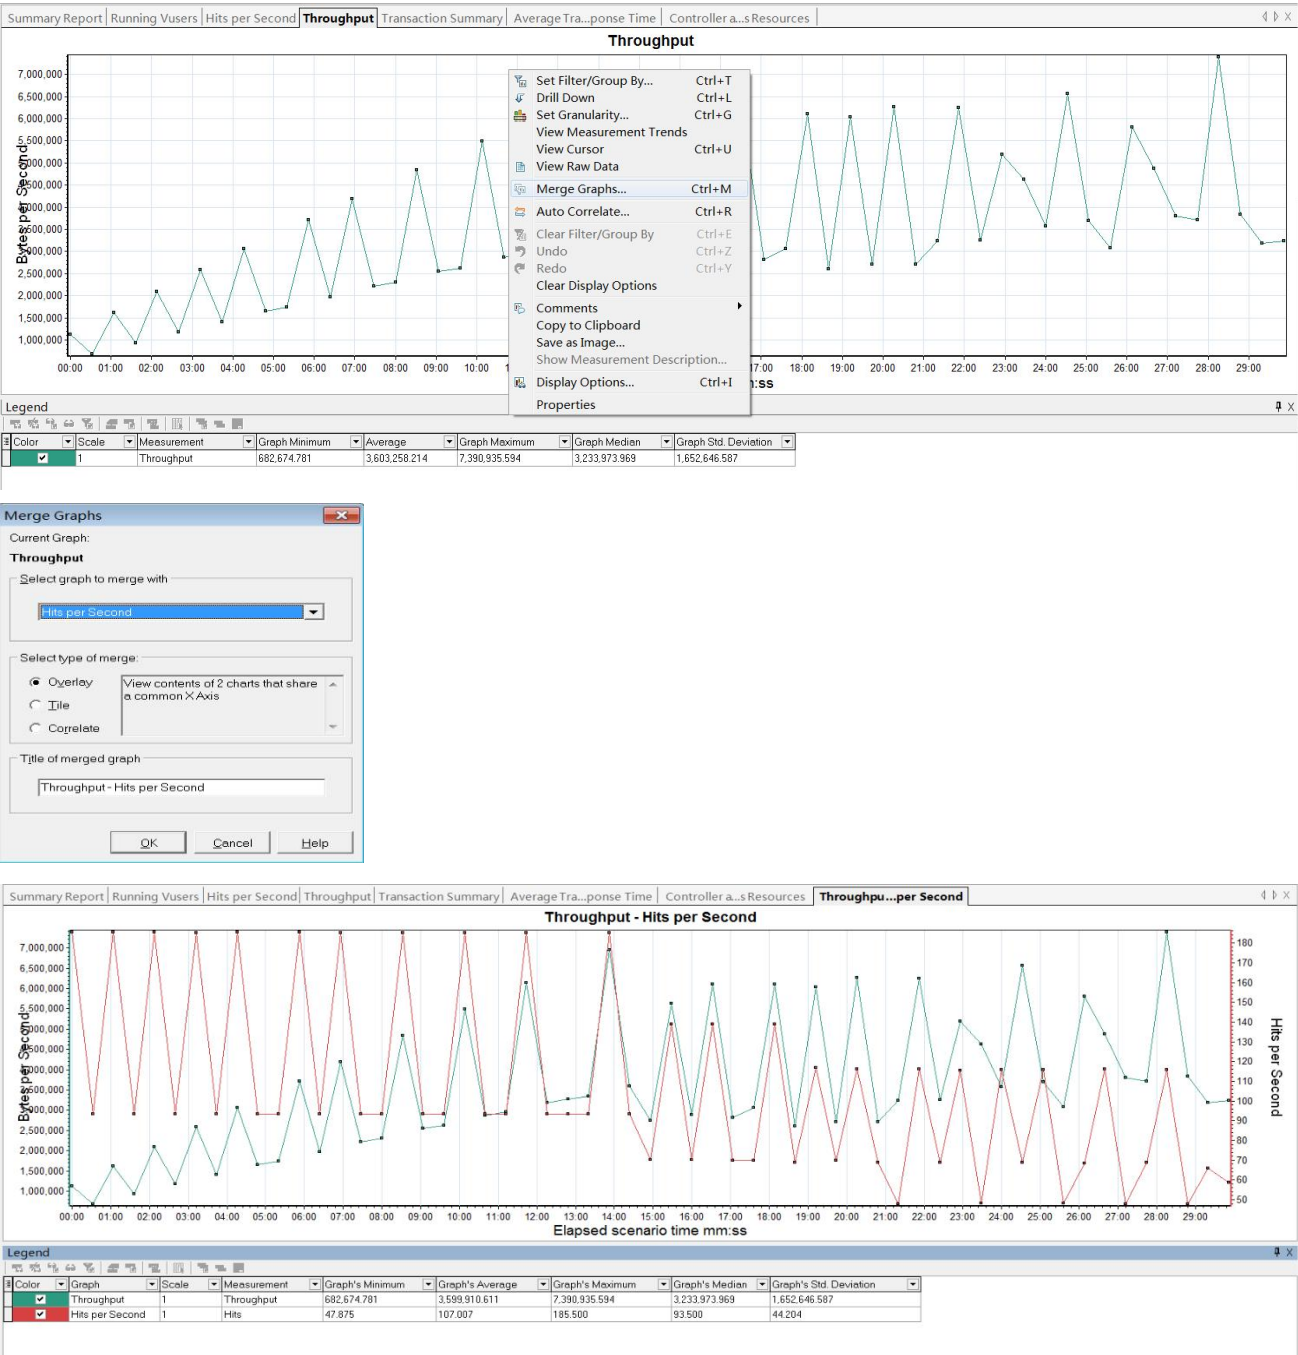 Summary Report Running Vusers Hits per Second Throughput Transaction Summary Average Tra...ponse Time Controller a...s Resources
Throughput
Set Filter/Group By... Ctrl+T
Drill Down Ctrl+L
Set Granularity... Ctrl+G
View Measurement Trends
View Cursor Ctrl+U
View Raw Data
Merge Graphs... Ctrl+M
Auto Correlate... Ctrl+R
Clear Filter/Group By Ctrl+E
Undo Ctrl+Z
Redo Ctrl+Y
Clear Display Options
Comments
Copy to Clipboard
Save as Image...
Show Measurement Description...
Display Options... Ctrl+I
Properties
Bytes per Second
7,000,000
6,500,000
6,000,000
5,500,000
2,500,000
2,000,000
1,500,000
1,000,000
00:00 01:00 02:00 03:00 04:00 05:00 06:00 07:00 08:00 09:00 10:00 17:00 18:00 19:00 20:00 21:00 22:00 23:00 24:00 25:00 26:00 27:00 28:00 29:00
Legend
Color Scale Measurement Graph Minimum Average Graph Maximum Graph Median Graph Std. Deviation
1 Throughput 682,674.781 3,603,258.214 7,390,935.594 3,233,973.969 1,652,646.587
Merge Graphs
Current Graph:
Throughput
Select graph to merge with
Hits per Second
Select type of merge:
Overlay
Tile
Correlate
View contents of 2 charts that share
a common X Axis
Title of merged graph
Throughput - Hits per Second
OK Cancel Help
Summary Report Running Vusers Hits per Second Throughput Transaction Summary Average Tra...ponse Time Controller a...s Resources Throughpu...per Second
Throughput - Hits per Second
Bytes per Second
7,000,000
6,500,000
6,000,000
5,500,000
2,500,000
2,000,000
1,500,000
1,000,000
180
170
160
150
140
130
120
110
100
90
80
70
60
50
Hits per Second
00:00 01:00 02:00 03:00 04:00 05:00 06:00 07:00 08:00 09:00 10:00 11:00 12:00 13:00 14:00 15:00 16:00 17:00 18:00 19:00 20:00 21:00 22:00 23:00 24:00 25:00 26:00 27:00 28:00 29:00
Elapsed scenario time mm:ss
Legend
Color Graph Scale Measurement Graph's Minimum Graph's Average Graph's Maximum Graph's Median Graph's Std. Deviation
Throughput 1 Throughput 682,674.781 3,599,910.611 7,390,935.594 3,233,973.969 1,652,646.587
Hits per Second 1 Hits 47.875 107.007 185.500 93.500 44.204